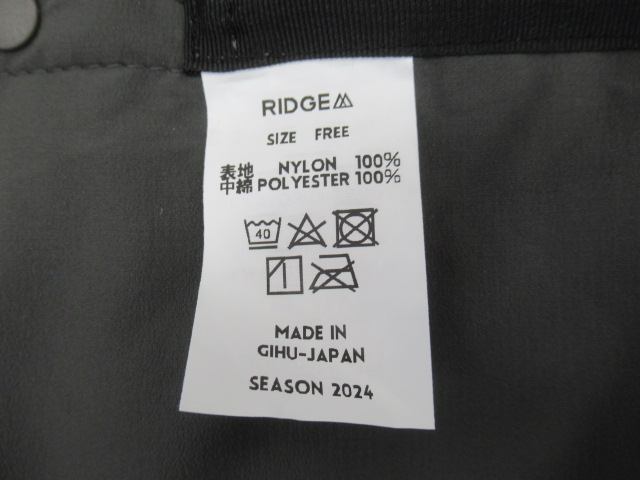 RIDGE
SIZE FREE
表地 NYLON 100%
中綿 POLYESTER 100%
40
MADE IN
GIHU-JAPAN
SEASON 2024